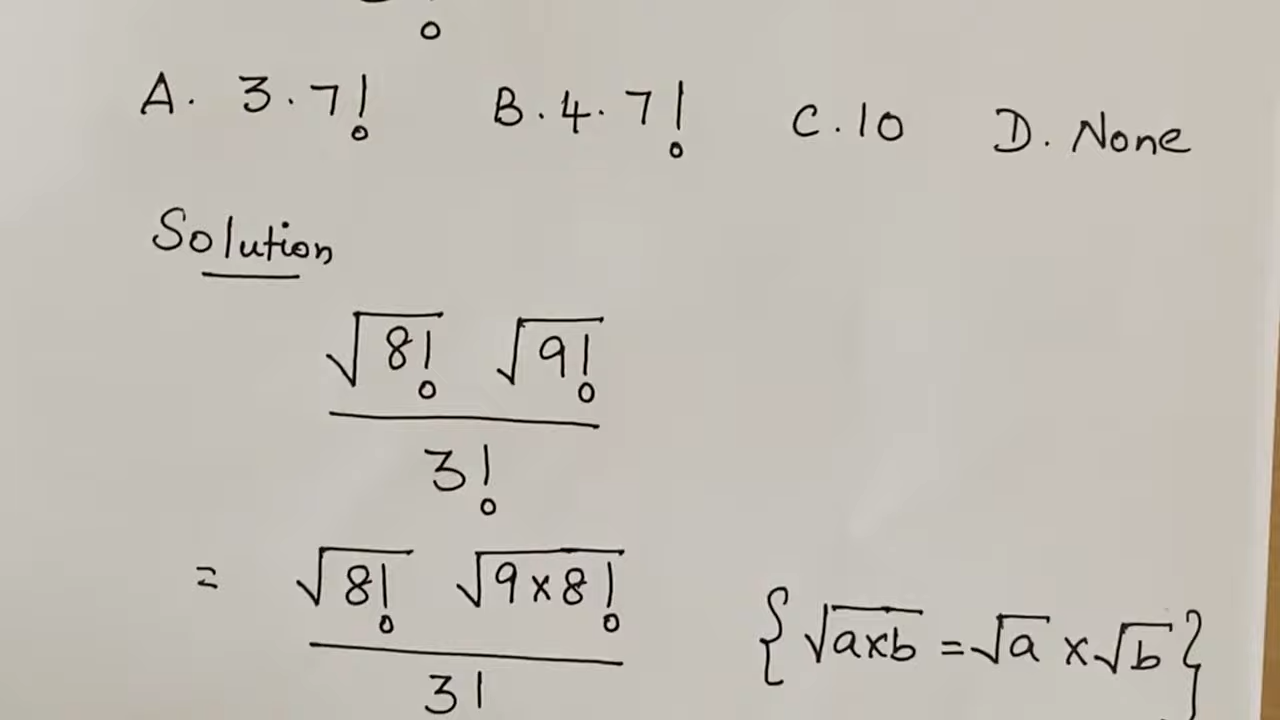 A. 3.7! B. 4.7! C. 10 D. None
Solution
√8! √9!
3!
= √8! √9×8!
3! {√a×b = √a × √b}